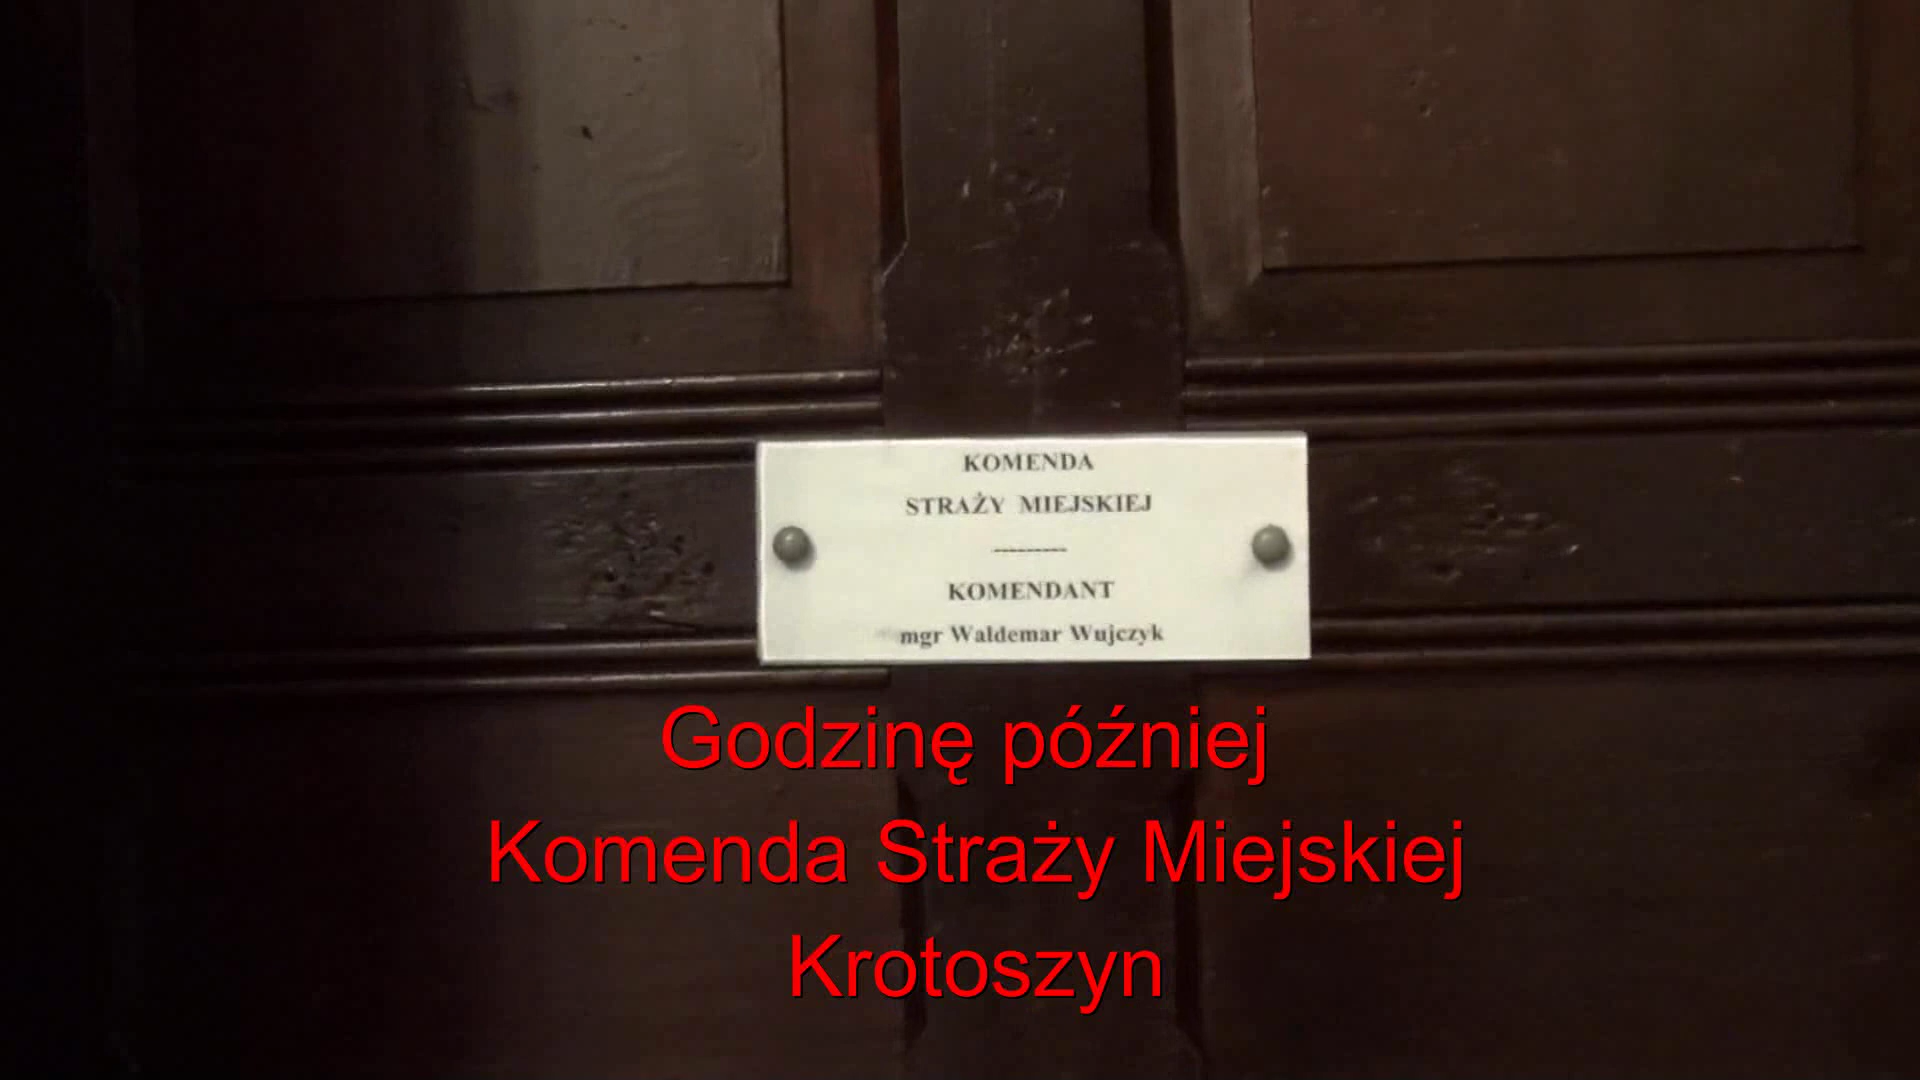 KOMENDA
STRAŻY MIEJSKIEJ
---------
KOMENDANT
mgr Waldemar Wujczyk
Godzinę później
Komenda Straży Miejskiej
Krotoszyn